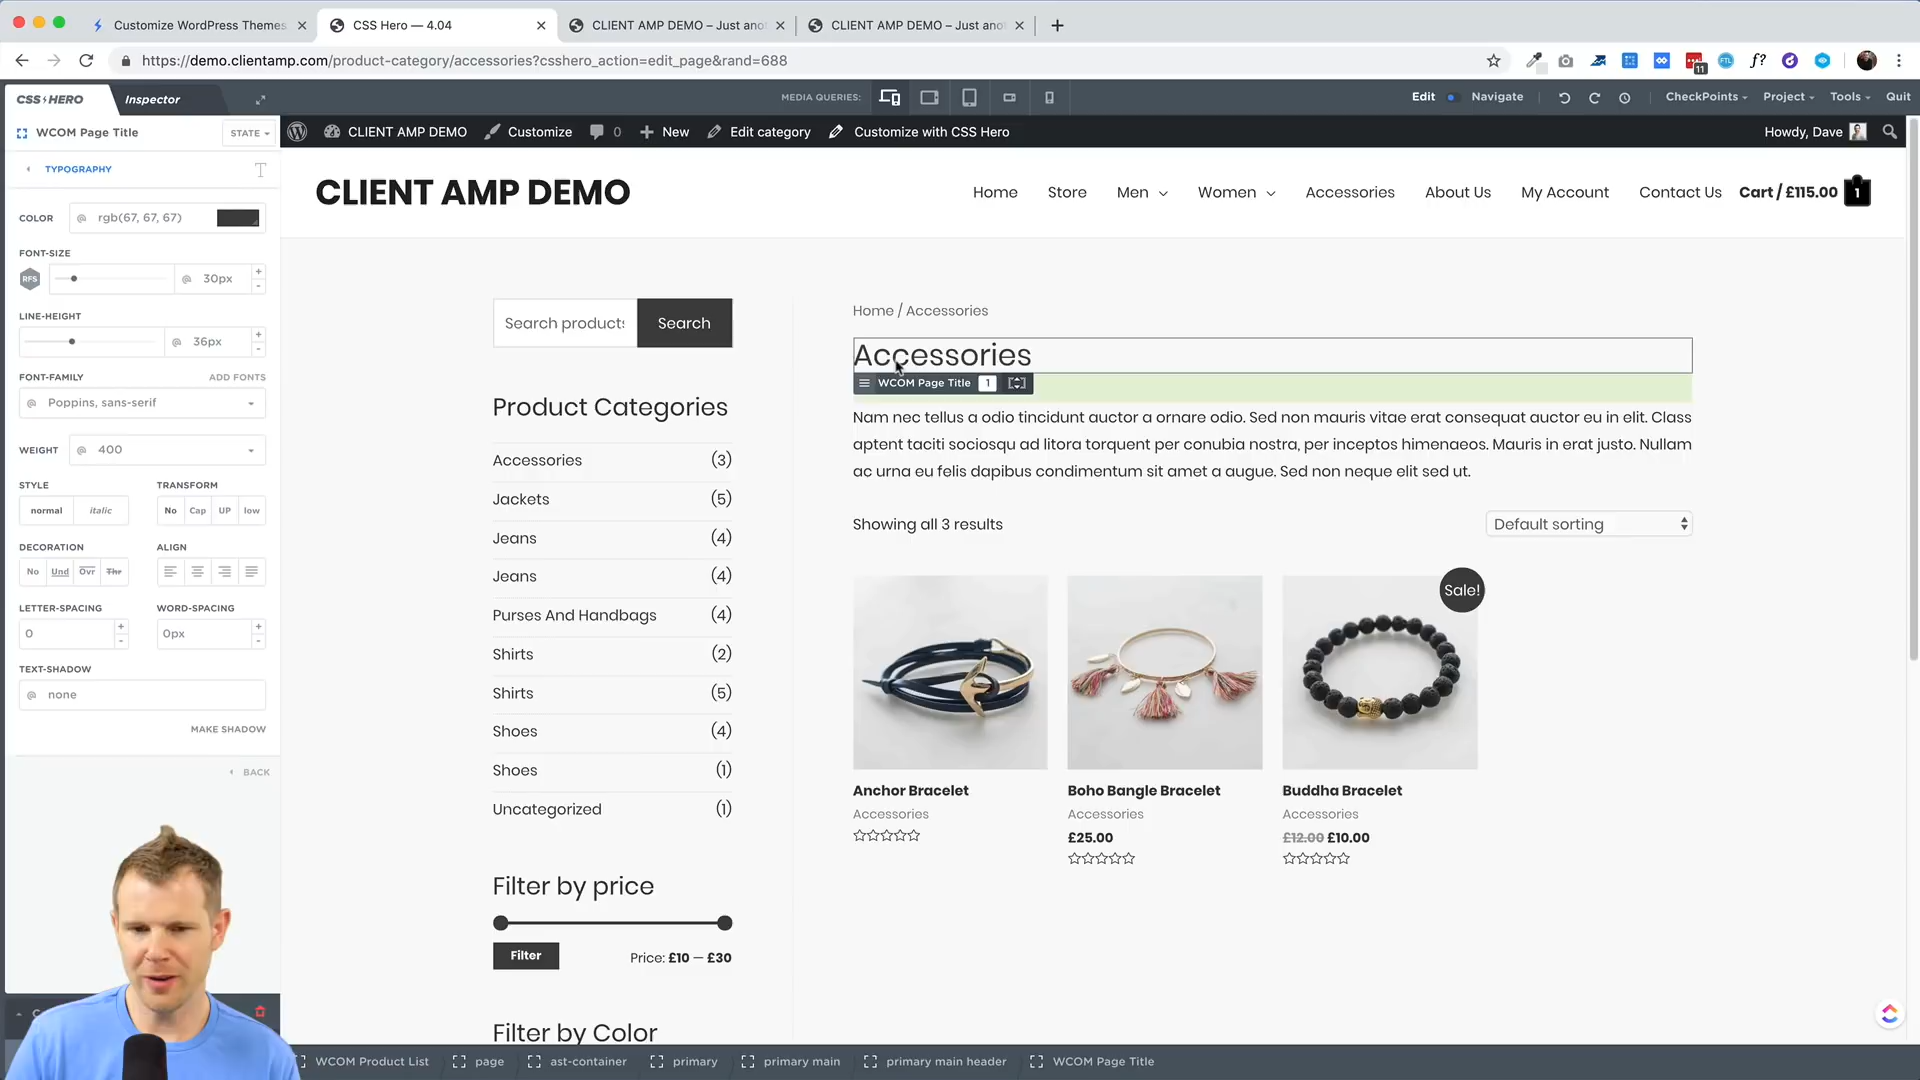 Customize WordPress Themes
CSS Hero — 4.04
CLIENT AMP DEMO – Just ano
CLIENT AMP DEMO – Just ano
https://demo.clientamp.com/product-category/accessories?csshero_action=edit_page&rand=688
11
FTL
f?
CSS HERO
Inspector
MEDIA QUERIES:
Edit
Navigate
CheckPoints
Project
Tools
Quit
WCOM Page Title
STATE
CLIENT AMP DEMO
Customize
0
New
Edit category
Customize with CSS Hero
Howdy, Dave
TYPOGRAPHY
CLIENT AMP DEMO
Home
Store
Men
Women
Accessories
About Us
My Account
Contact Us
Cart / £115.00
1
COLOR @ rgb(67, 67, 67)
FONT-SIZE
RFS @ 30px + -
LINE-HEIGHT
@ 36px + -
FONT-FAMILY ADD FONTS
@ Poppins, sans-serif
WEIGHT @ 400
STYLE TRANSFORM
normal italic No Cap UP low
DECORATION ALIGN
No Und Ovr Thr
LETTER-SPACING WORD-SPACING
0 + - 0px + -
TEXT-SHADOW
@ none
MAKE SHADOW
BACK
Search products
Search
Product Categories
Accessories (3)
Jackets (5)
Jeans (4)
Jeans (4)
Purses And Handbags (4)
Shirts (2)
Shirts (5)
Shoes (4)
Shoes (1)
Uncategorized (1)
Filter by price
Filter
Price: £10 — £30
Filter by Color
Home / Accessories
Accessories
WCOM Page Title 1
Nam nec tellus a odio tincidunt auctor a ornare odio. Sed non mauris vitae erat consequat auctor eu in elit. Class
aptent taciti sociosqu ad litora torquent per conubia nostra, per inceptos himenaeos. Mauris in erat justo. Nullam
ac urna eu felis dapibus condimentum sit amet a augue. Sed non neque elit sed ut.
Showing all 3 results
Default sorting
Sale!
Anchor Bracelet
Accessories
Boho Bangle Bracelet
Accessories
£25.00
Buddha Bracelet
Accessories
£12.00 £10.00
WCOM Product List
page
ast-container
primary
primary main
primary main header
WCOM Page Title